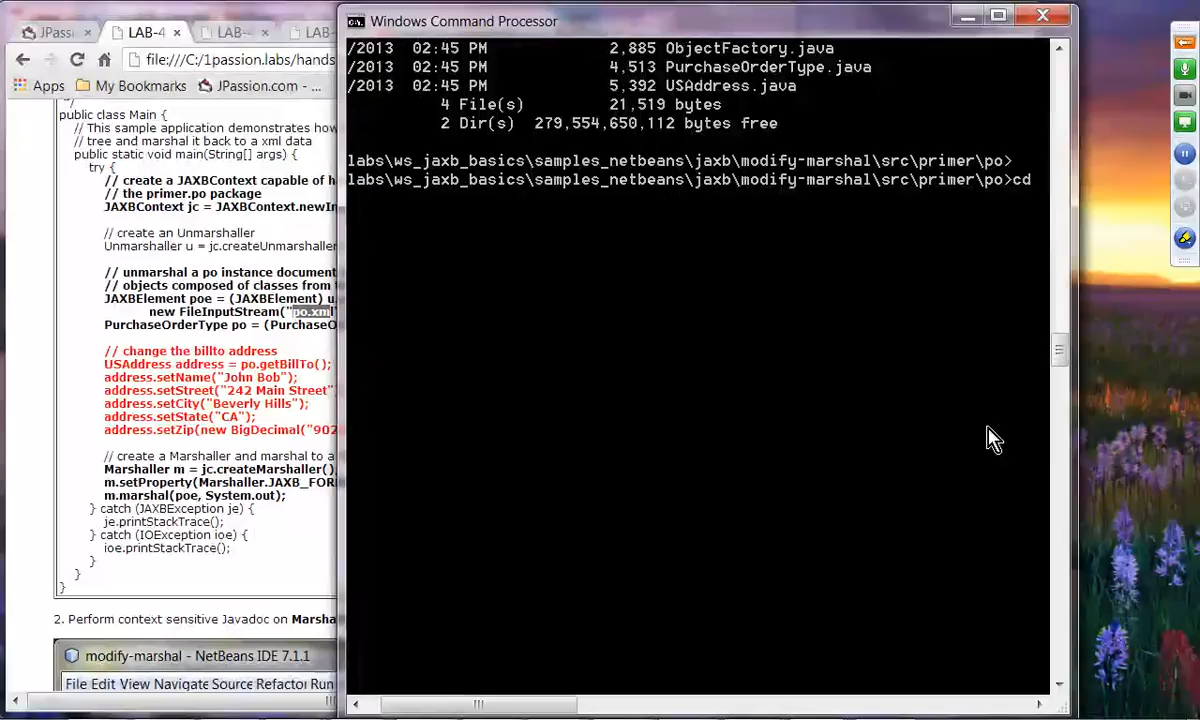 JPassi
LAB-4
LAB-
LAB
file:///C:/1passion.labs/hands
Apps
My Bookmarks
JPassion.com - ...
public class Main {
// This sample application demonstrates how
// tree and marshal it back to a xml data
public static void main(String[] args) {
try {
// create a JAXBContext capable of h
// the primer.po package
JAXBContext jc = JAXBContext.newIn
// create an Unmarshaller
Unmarshaller u = jc.createUnmarshaller
// unmarshal a po instance document
// objects composed of classes from t
JAXBElement poe = (JAXBElement) u.
new FileInputStream("po.xml"
PurchaseOrderType po = (PurchaseO
// change the billto address
USAddress address = po.getBillTo();
address.setName("John Bob");
address.setStreet("242 Main Street"
address.setCity("Beverly Hills");
address.setState("CA");
address.setZip(new BigDecimal("902
// create a Marshaller and marshal to a
Marshaller m = jc.createMarshaller();
m.setProperty(Marshaller.JAXB_FOR
m.marshal(poe, System.out);
} catch (JAXBException je) {
je.printStackTrace();
} catch (IOException ioe) {
ioe.printStackTrace();
}
}
}
2. Perform context sensitive Javadoc on Marsha
modify-marshal - NetBeans IDE 7.1.1
File Edit View Navigate Source Refactor Run
Windows Command Processor
/2013 02:45 PM 2,885 ObjectFactory.java
/2013 02:45 PM 4,513 PurchaseOrderType.java
/2013 02:45 PM 5,392 USAddress.java
4 File(s) 21,519 bytes
2 Dir(s) 279,554,650,112 bytes free
labs\ws_jaxb_basics\samples_netbeans\jaxb\modify-marshal\src\primer\po>
labs\ws_jaxb_basics\samples_netbeans\jaxb\modify-marshal\src\primer\po>cd